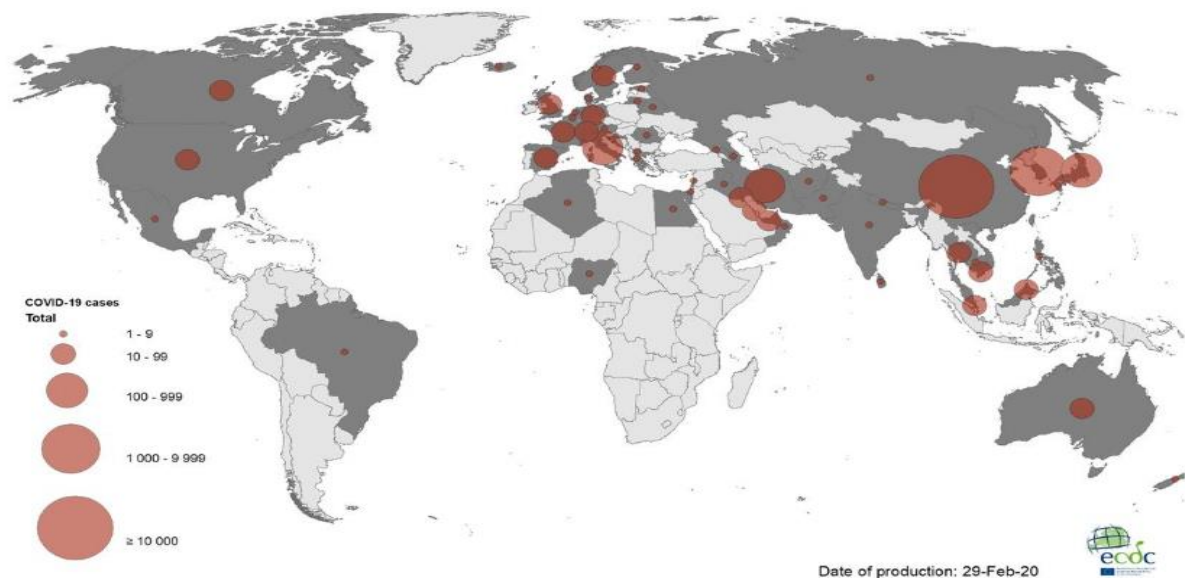 COVID-19 cases
Total
1 - 9
10 - 99
100 - 999
1 000 - 9 999
≥ 10 000
ecdc
Date of production: 29-Feb-20